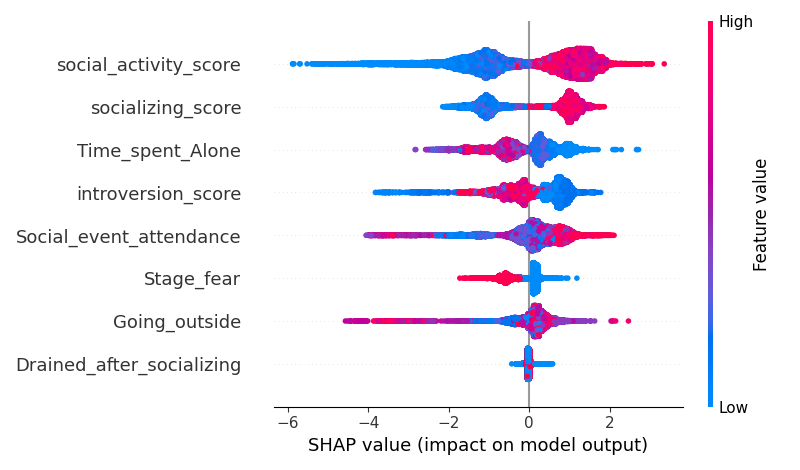 High
social_activity_score
socializing_score
Time_spent_Alone
introversion_score
Social_event_attendance
Stage_fear
Going_outside
Drained_after_socializing
Feature value
Low
−6 −4 −2 0 2
SHAP value (impact on model output)